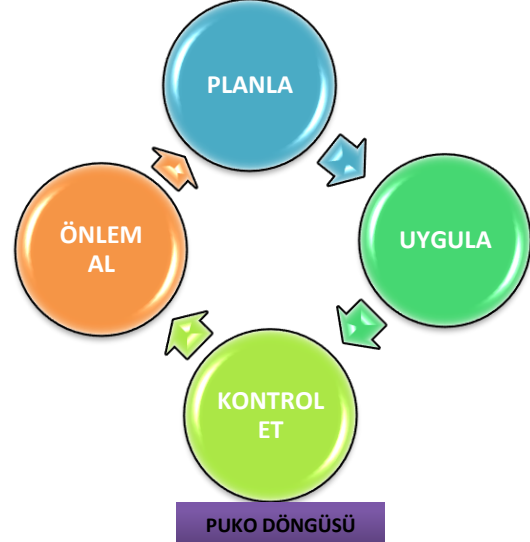 PLANLA
UYGULA
KONTROL
ET
ÖNLEM
AL
PUKO DÖNGÜSÜ